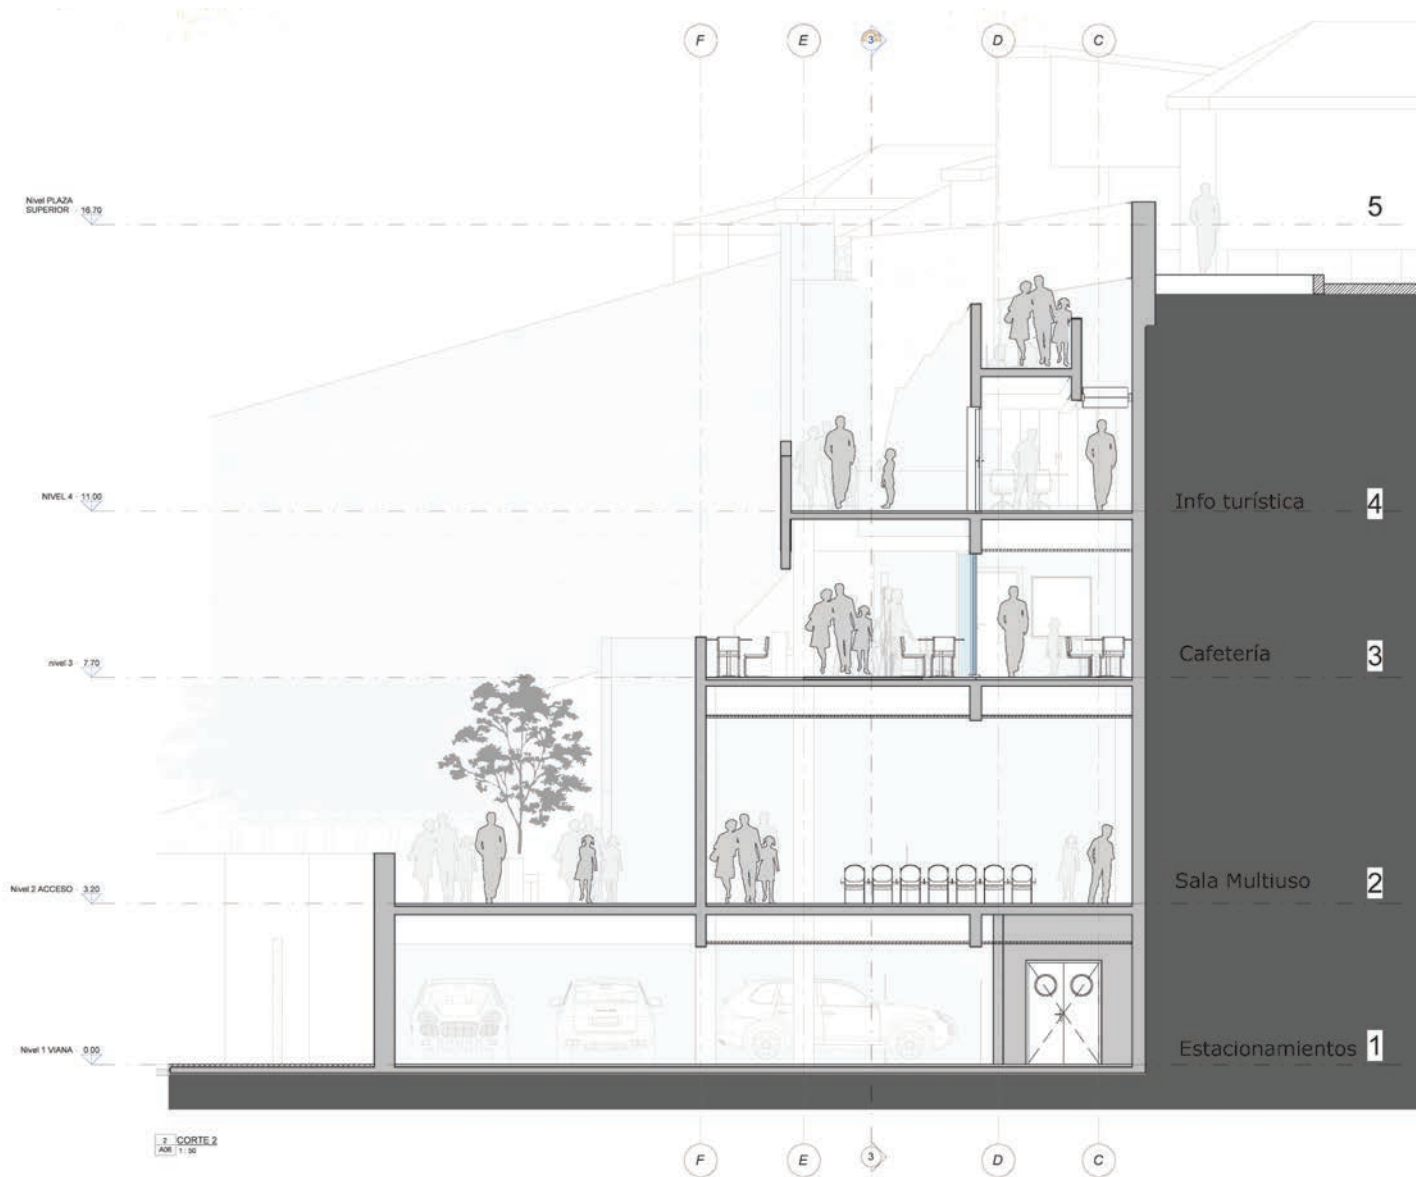 F E 3 D C
Nivel PLAZA
SUPERIOR 16.70
5
NIVEL 4 11.00
Info turística 4
nivel 3 7.70
Cafetería 3
Nivel 2 ACCESO 3.20
Sala Multiuso 2
Nivel 1 VIANA 0.00
Estacionamientos 1
2 CORTE 2
A06 1 : 50
F E 3 D C